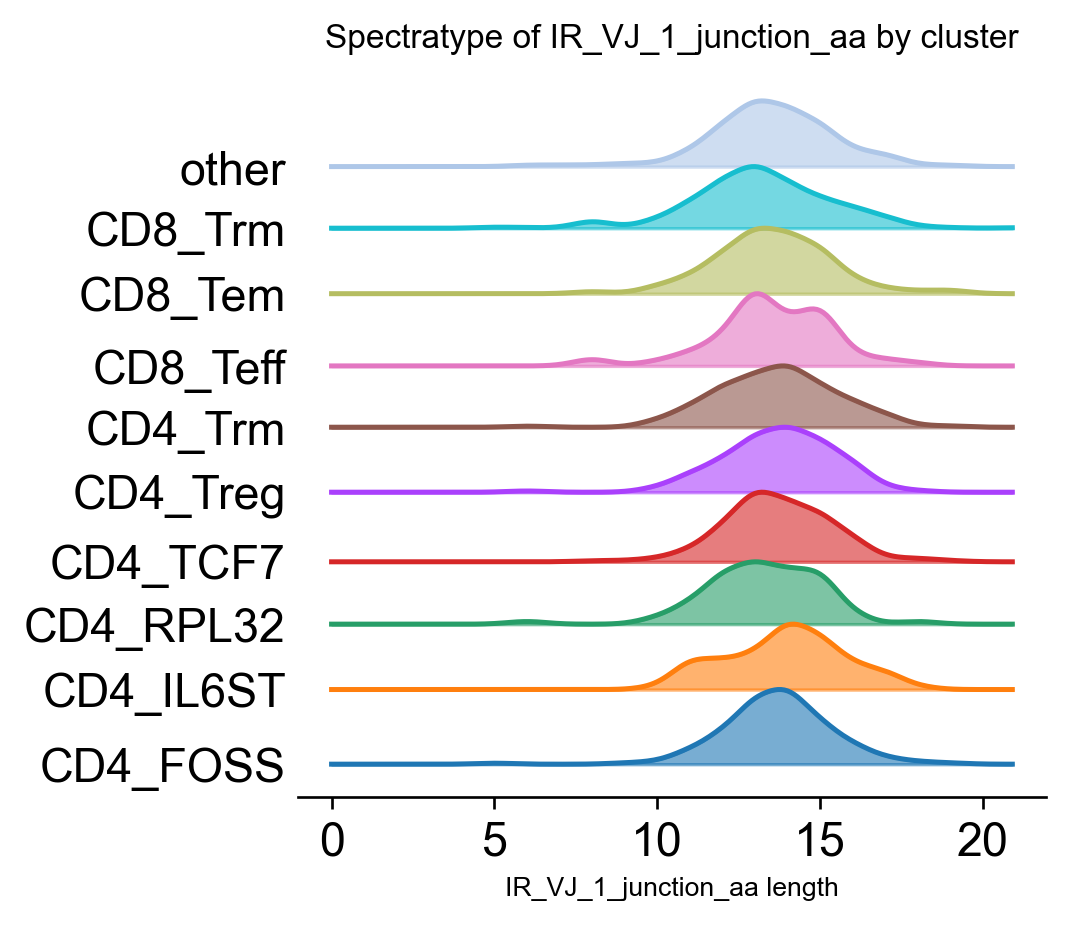 Spectratype of IR_VJ_1_junction_aa by cluster
other
CD8_Trm
CD8_Tem
CD8_Teff
CD4_Trm
CD4_Treg
CD4_TCF7
CD4_RPL32
CD4_IL6ST
CD4_FOSS
0 5 10 15 20
IR_VJ_1_junction_aa length